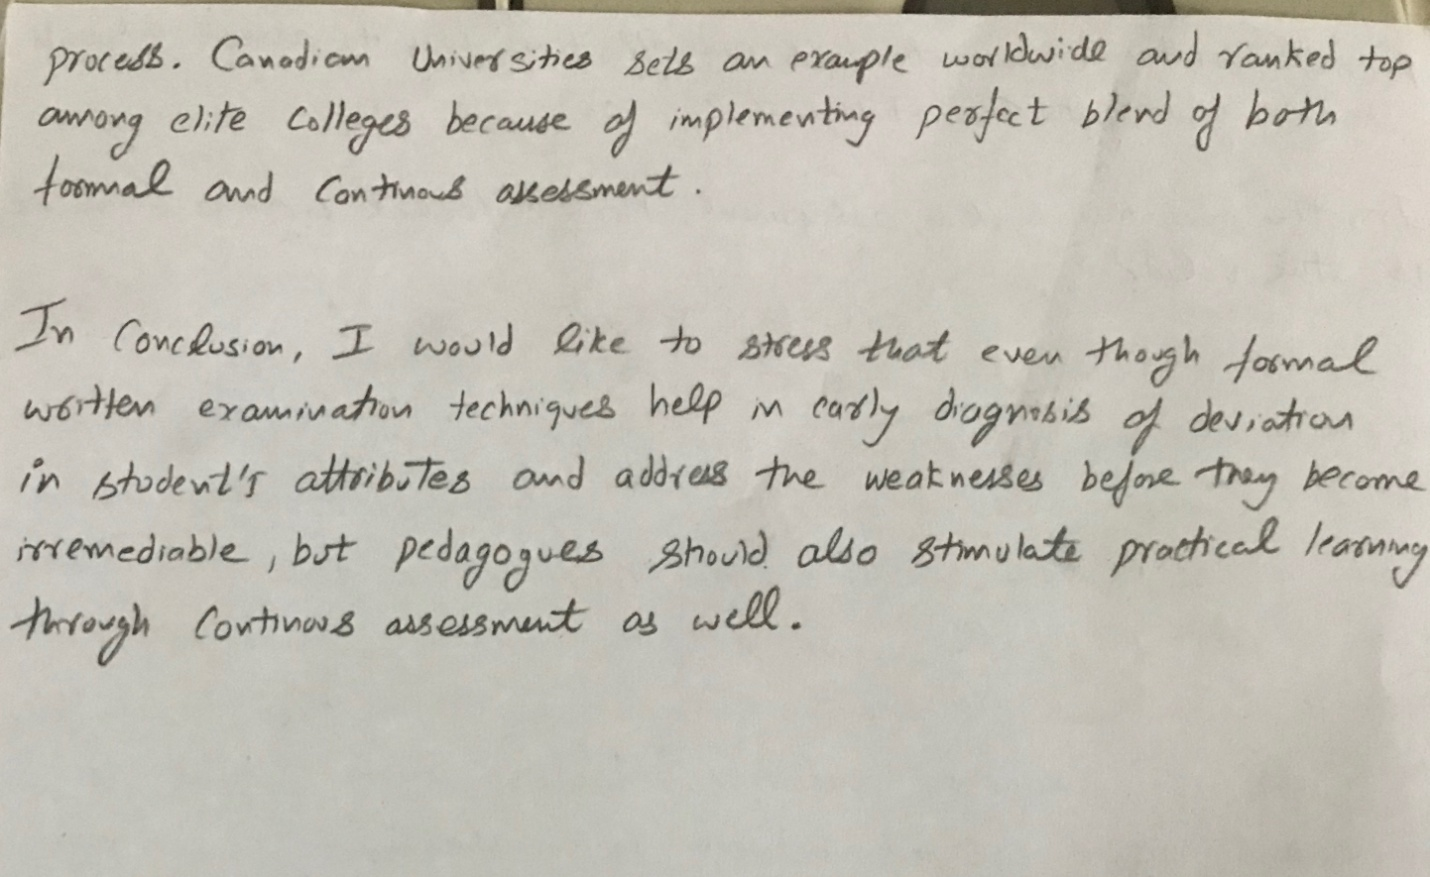 process. Canadian Universities sets an example worldwide and ranked top
among elite Colleges because of implementing perfect blend of both
formal and Continous assessment.
In Conclusion, I would like to stress that even though formal
written examination techniques help in early diagnosis of deviation
in student's attributes and address the weaknesses before they become
irremediable, but pedagogues should also stimulate practical learning
through Continous assessment as well.